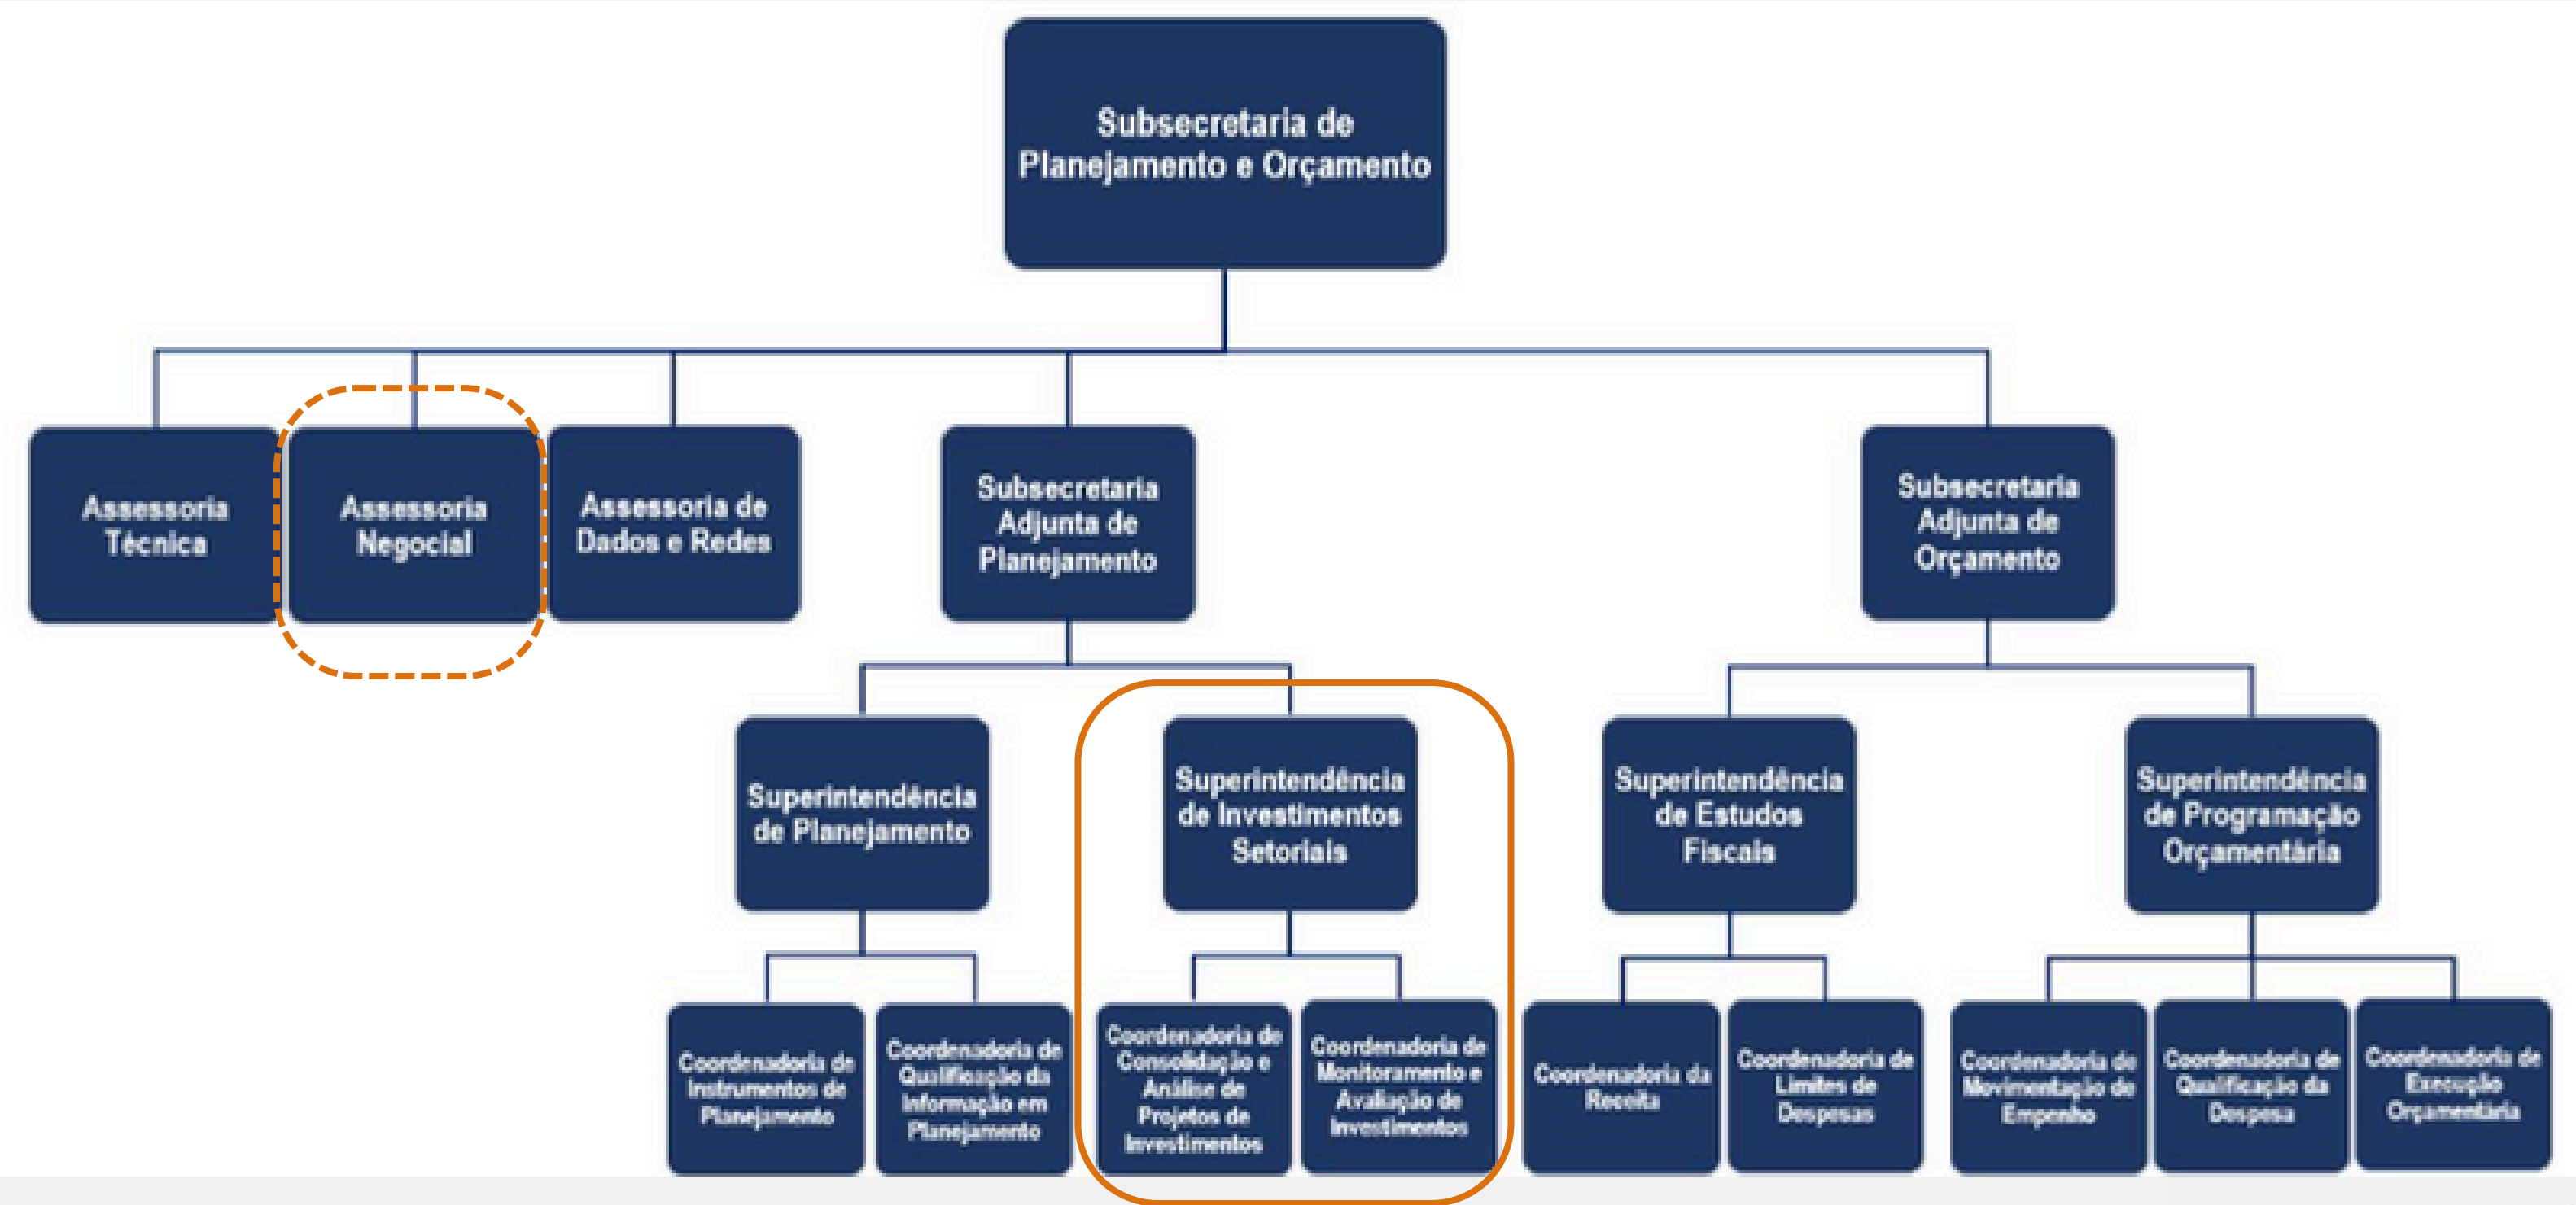 Subsecretaria de
Planejamento e Orçamento
Assessoria
Técnica
Assessoria
Negocial
Assessoria de
Dados e Redes
Subsecretaria
Adjunta de
Planejamento
Subsecretaria
Adjunta de
Orçamento
Superintendência
de Planejamento
Superintendência
de Investimentos
Setoriais
Superintendência
de Estudos
Fiscais
Superintendência
de Programação
Orçamentária
Coordenadoria de
Instrumentos de
Planejamento
Coordenadoria de
Qualificação da
Informação em
Planejamento
Coordenadoria de
Consolidação e
Análise de
Projetos de
Investimentos
Coordenadoria de
Monitoramento e
Avaliação de
Investimentos
Coordenadoria da
Receita
Coordenadoria de
Limites de
Despesas
Coordenadoria de
Movimentação de
Empenho
Coordenadoria de
Qualificação da
Despesa
Coordenadoria de
Execução
Orçamentária